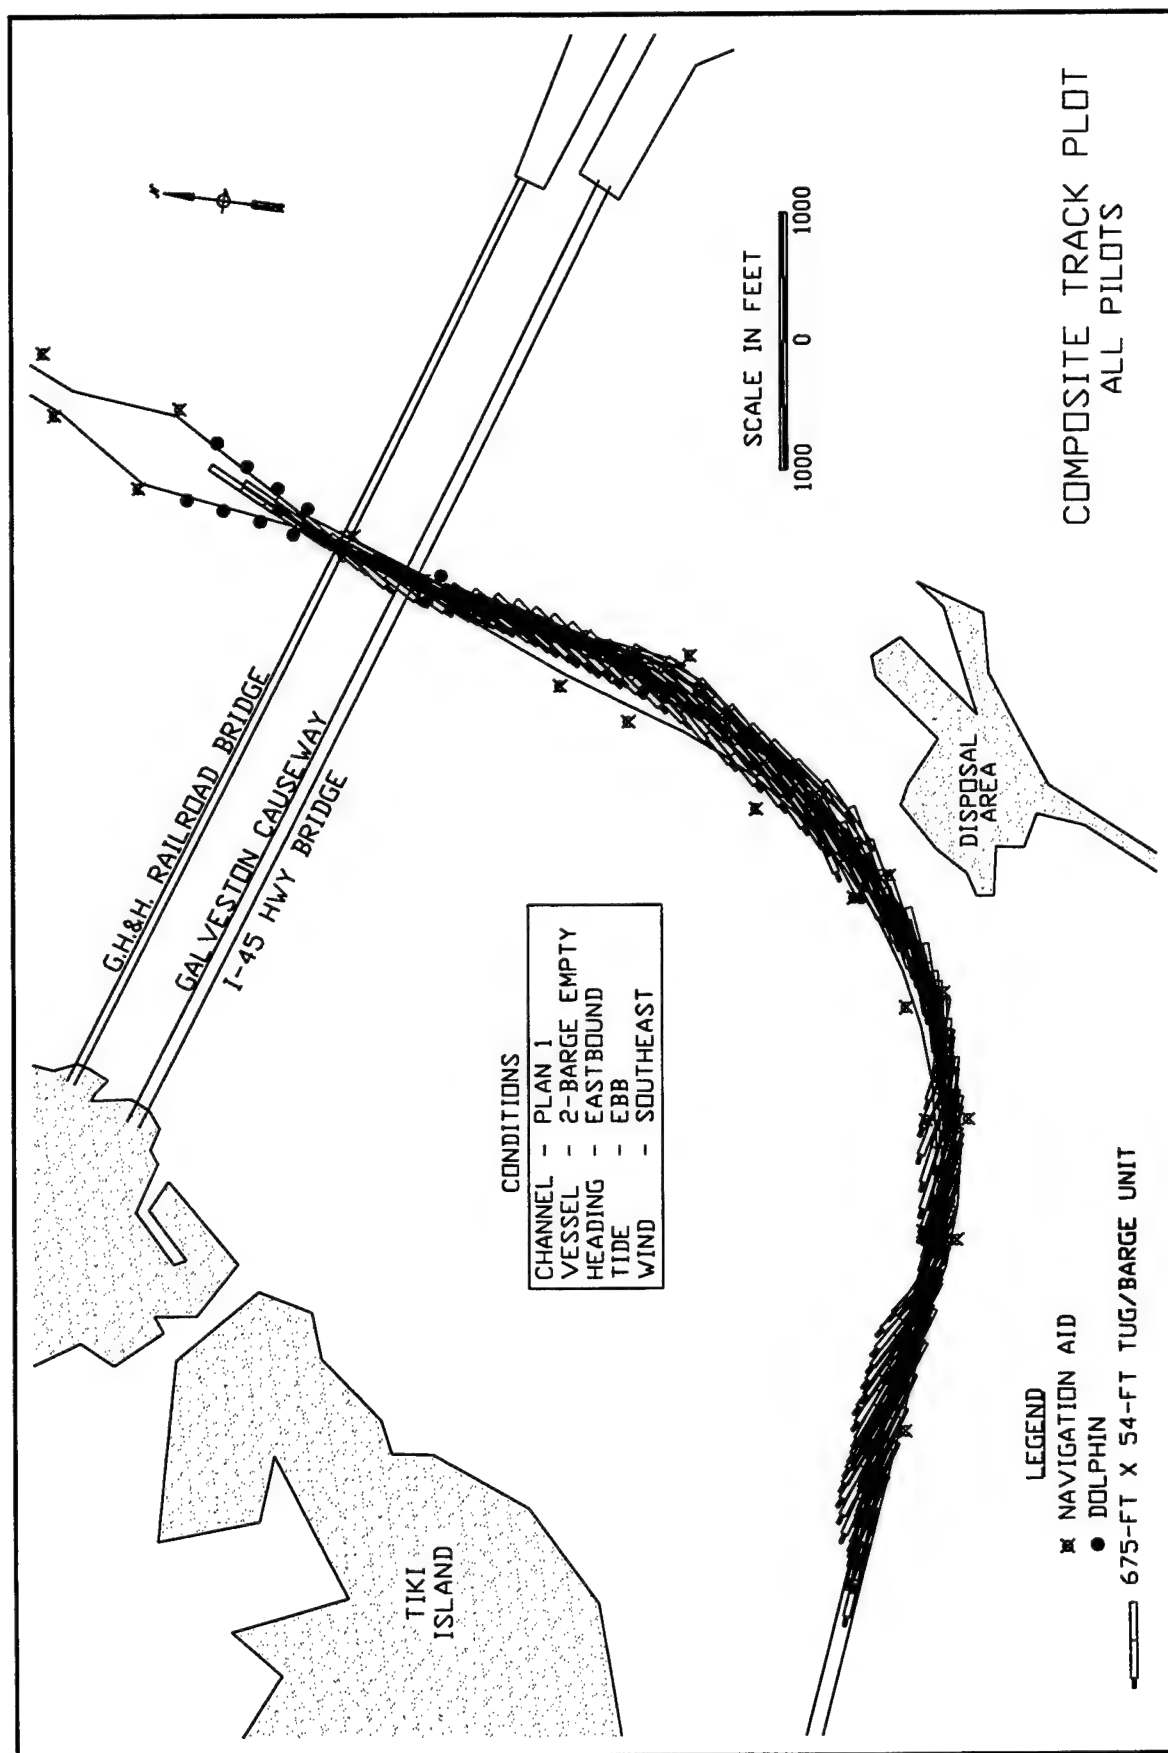 G.H.&H. RAILROAD BRIDGE
GALVESTON CAUSEWAY
I-45 HWY BRIDGE
N
TIKI
ISLAND
CONDITIONS
CHANNEL - PLAN 1
VESSEL - 2-BARGE EMPTY
HEADING - EASTBOUND
TIDE - EBB
WIND - SOUTHEAST
SCALE IN FEET
1000 0 1000
DISPOSAL
AREA
LEGEND
NAVIGATION AID
DOLPHIN
675-FT X 54-FT TUG/BARGE UNIT
COMPOSITE TRACK PLOT
ALL PILOTS